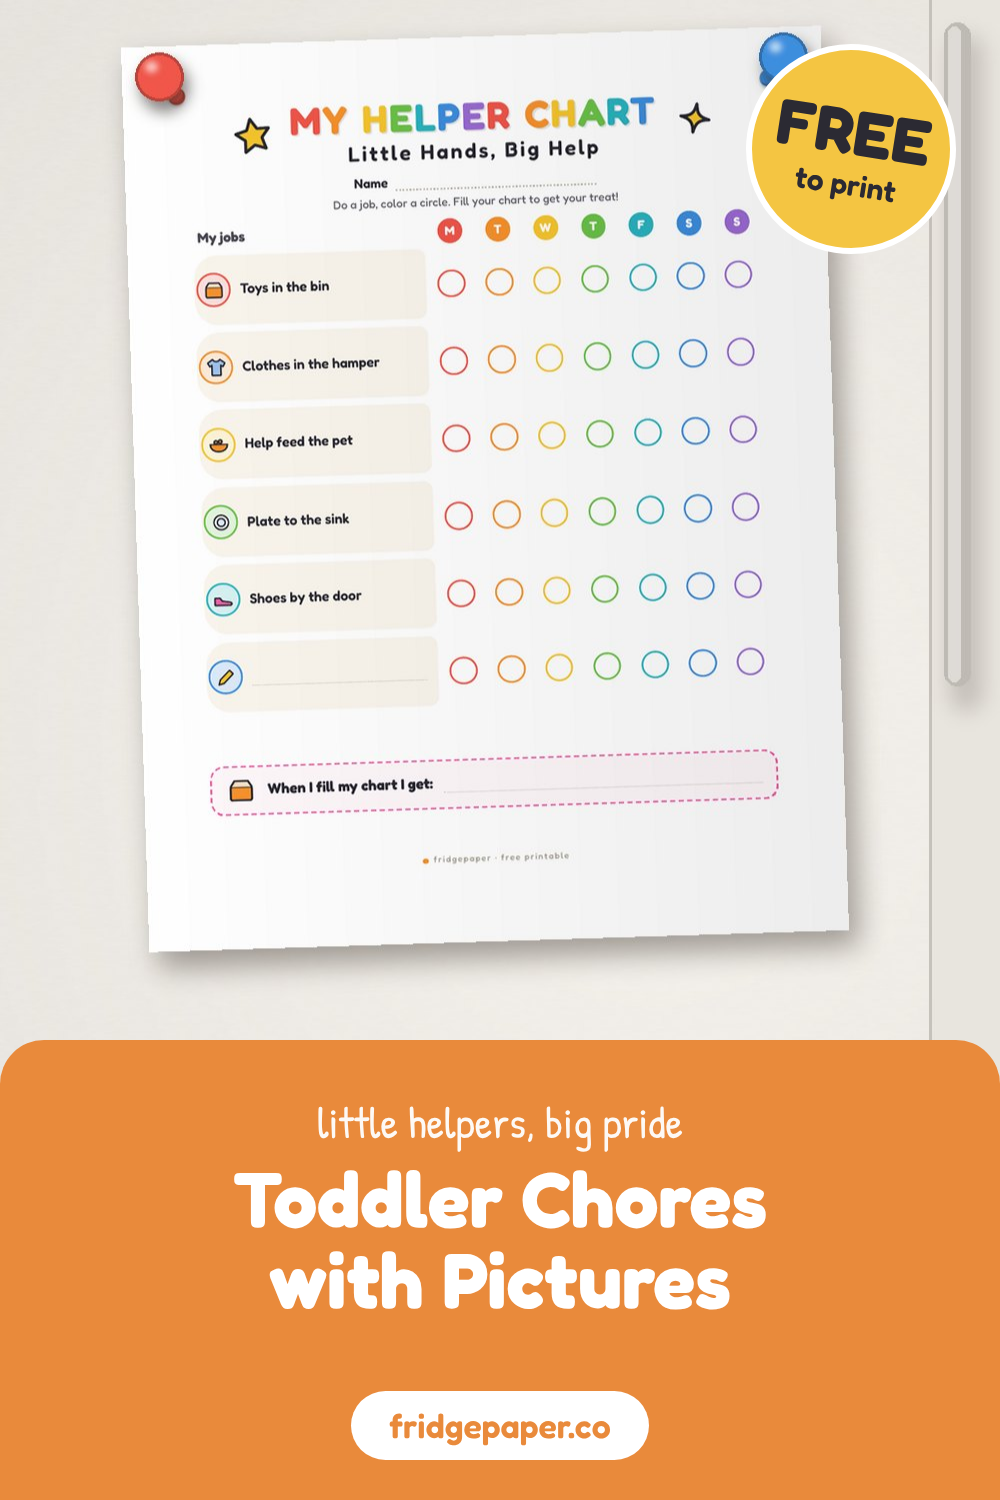 MY HELPER CHART
Little Hands, Big Help
Name
Do a job, color a circle. Fill your chart to get your treat!
FREE
to print
My jobs
M T W T F S S
Toys in the bin
Clothes in the hamper
Help feed the pet
Plate to the sink
Shoes by the door
When I fill my chart I get:
fridgepaper · free printable
little helpers, big pride
Toddler Chores
with Pictures
fridgepaper.co